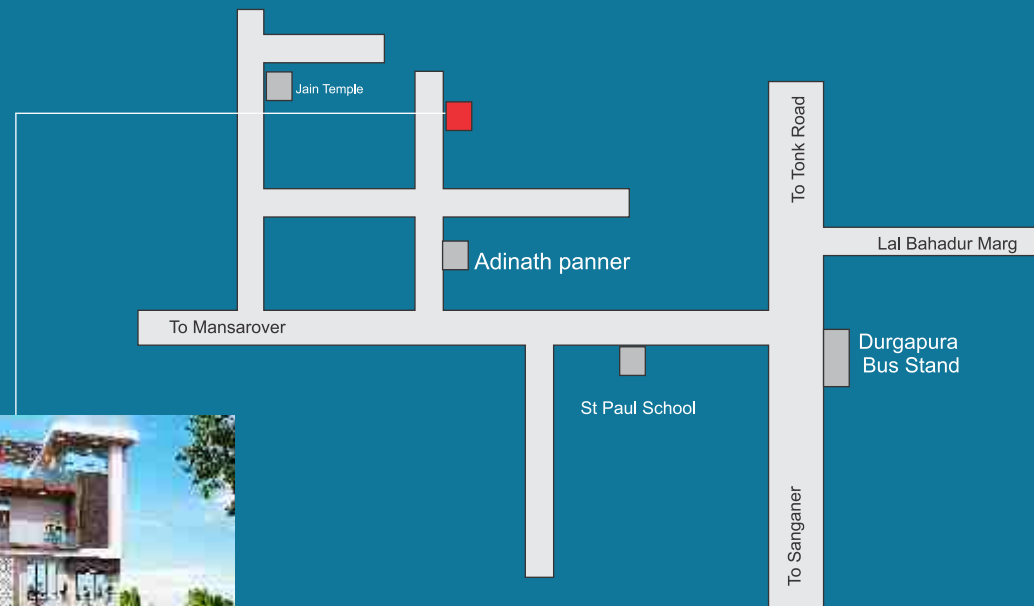 Jain Temple
To Tonk Road
Lal Bahadur Marg
Adinath panner
To Mansarover
Durgapura
Bus Stand
St Paul School
To Sanganer